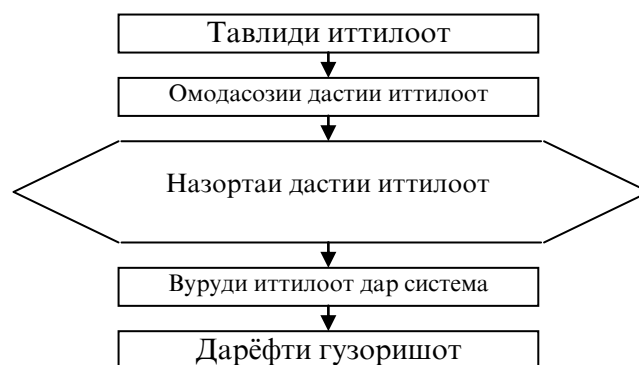 Тавлиди иттилоот
Омодасозии дастии иттилоот
Назортаи дастии иттилоот
Вуруди иттилоот дар система
Дарёфти гузоришот